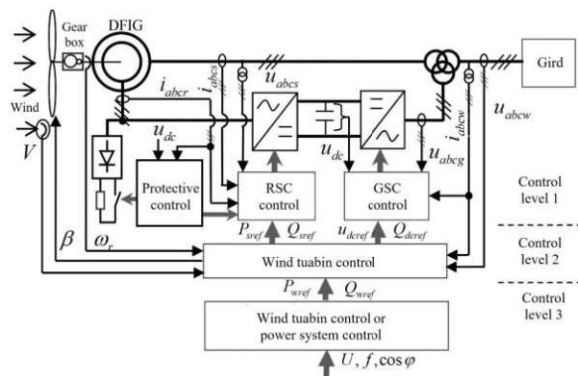 Gear
box
DFIG
Wind
V
i_abcr
i_abcs
u_abcs
Gird
i_abcw
u_abcw
u_dc
u_dc
u_abcg
Protective
control
RSC
control
GSC
control
Control
level 1
β
ω_r
P_sref
Q_sref
u_dcref
Q_dcref
Wind tuabin control
Control
level 2
P_wref
Q_wref
Control
level 3
Wind tuabin control or
power system control
U, f, cos φ